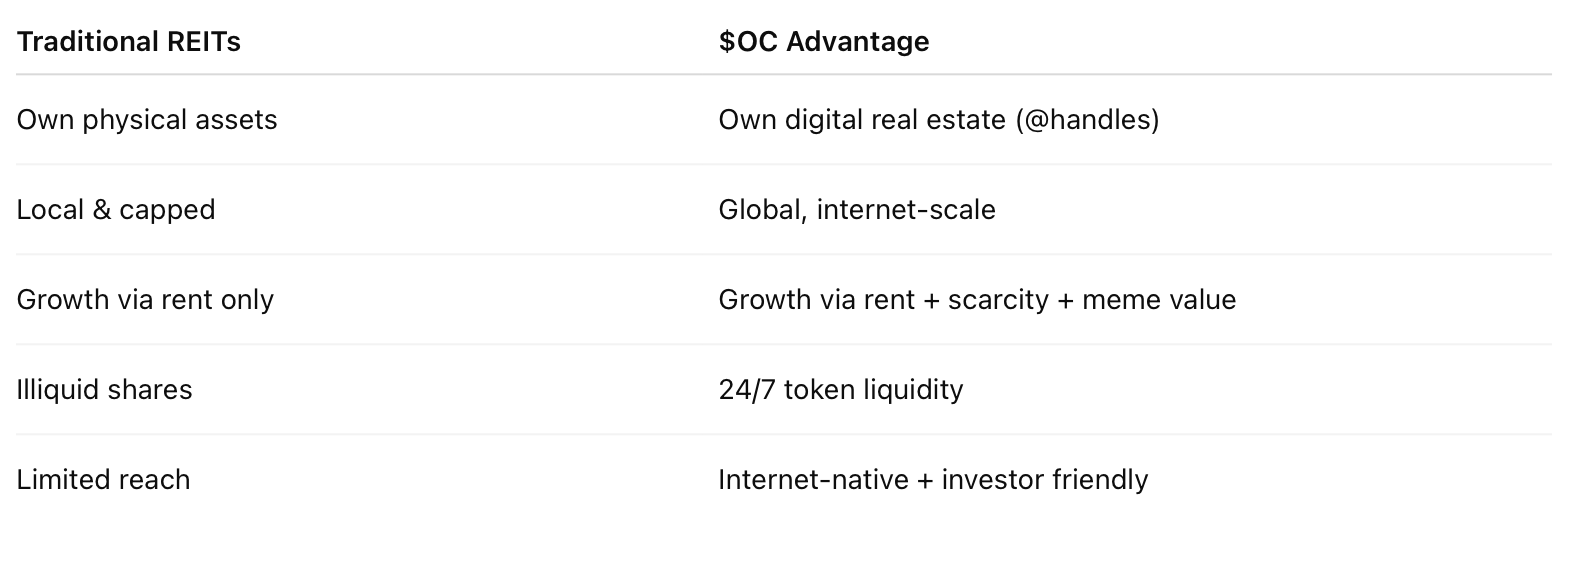 Traditional REITs $OC Advantage
Own physical assets Own digital real estate (@handles)
Local & capped Global, internet-scale
Growth via rent only Growth via rent + scarcity + meme value
Illiquid shares 24/7 token liquidity
Limited reach Internet-native + investor friendly